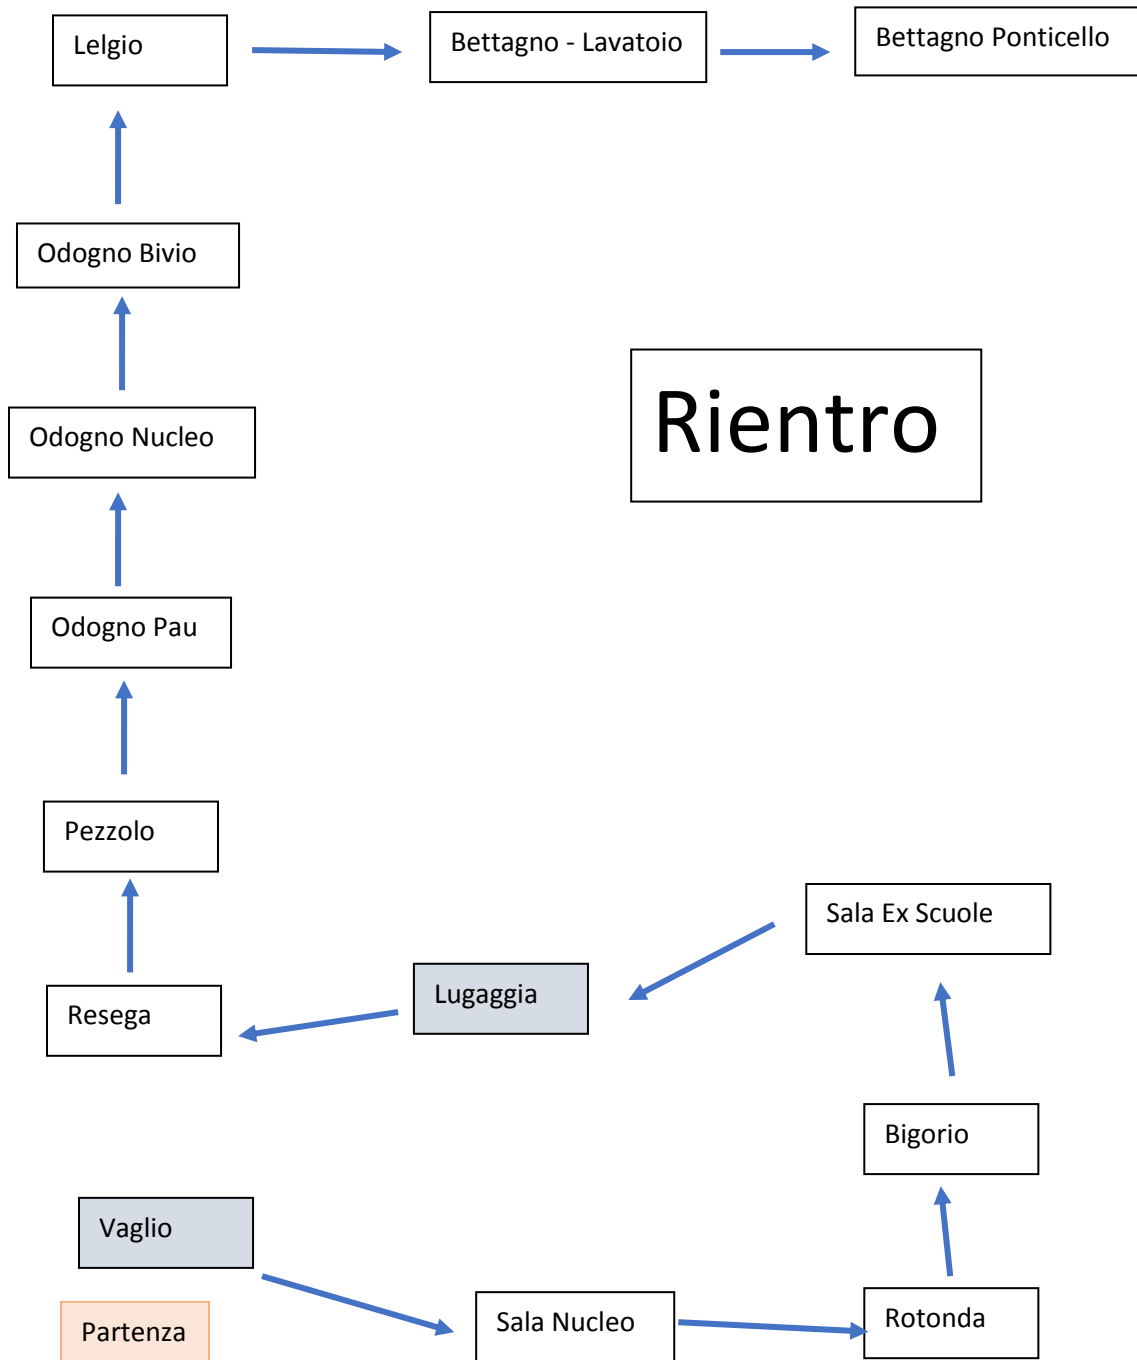 Lelgio
Bettagno - Lavatoio
Bettagno Ponticello
Odogno Bivio
Rientro
Odogno Nucleo
Odogno Pau
Pezzolo
Sala Ex Scuole
Lugaggia
Resega
Bigorio
Vaglio
Sala Nucleo
Rotonda
Partenza